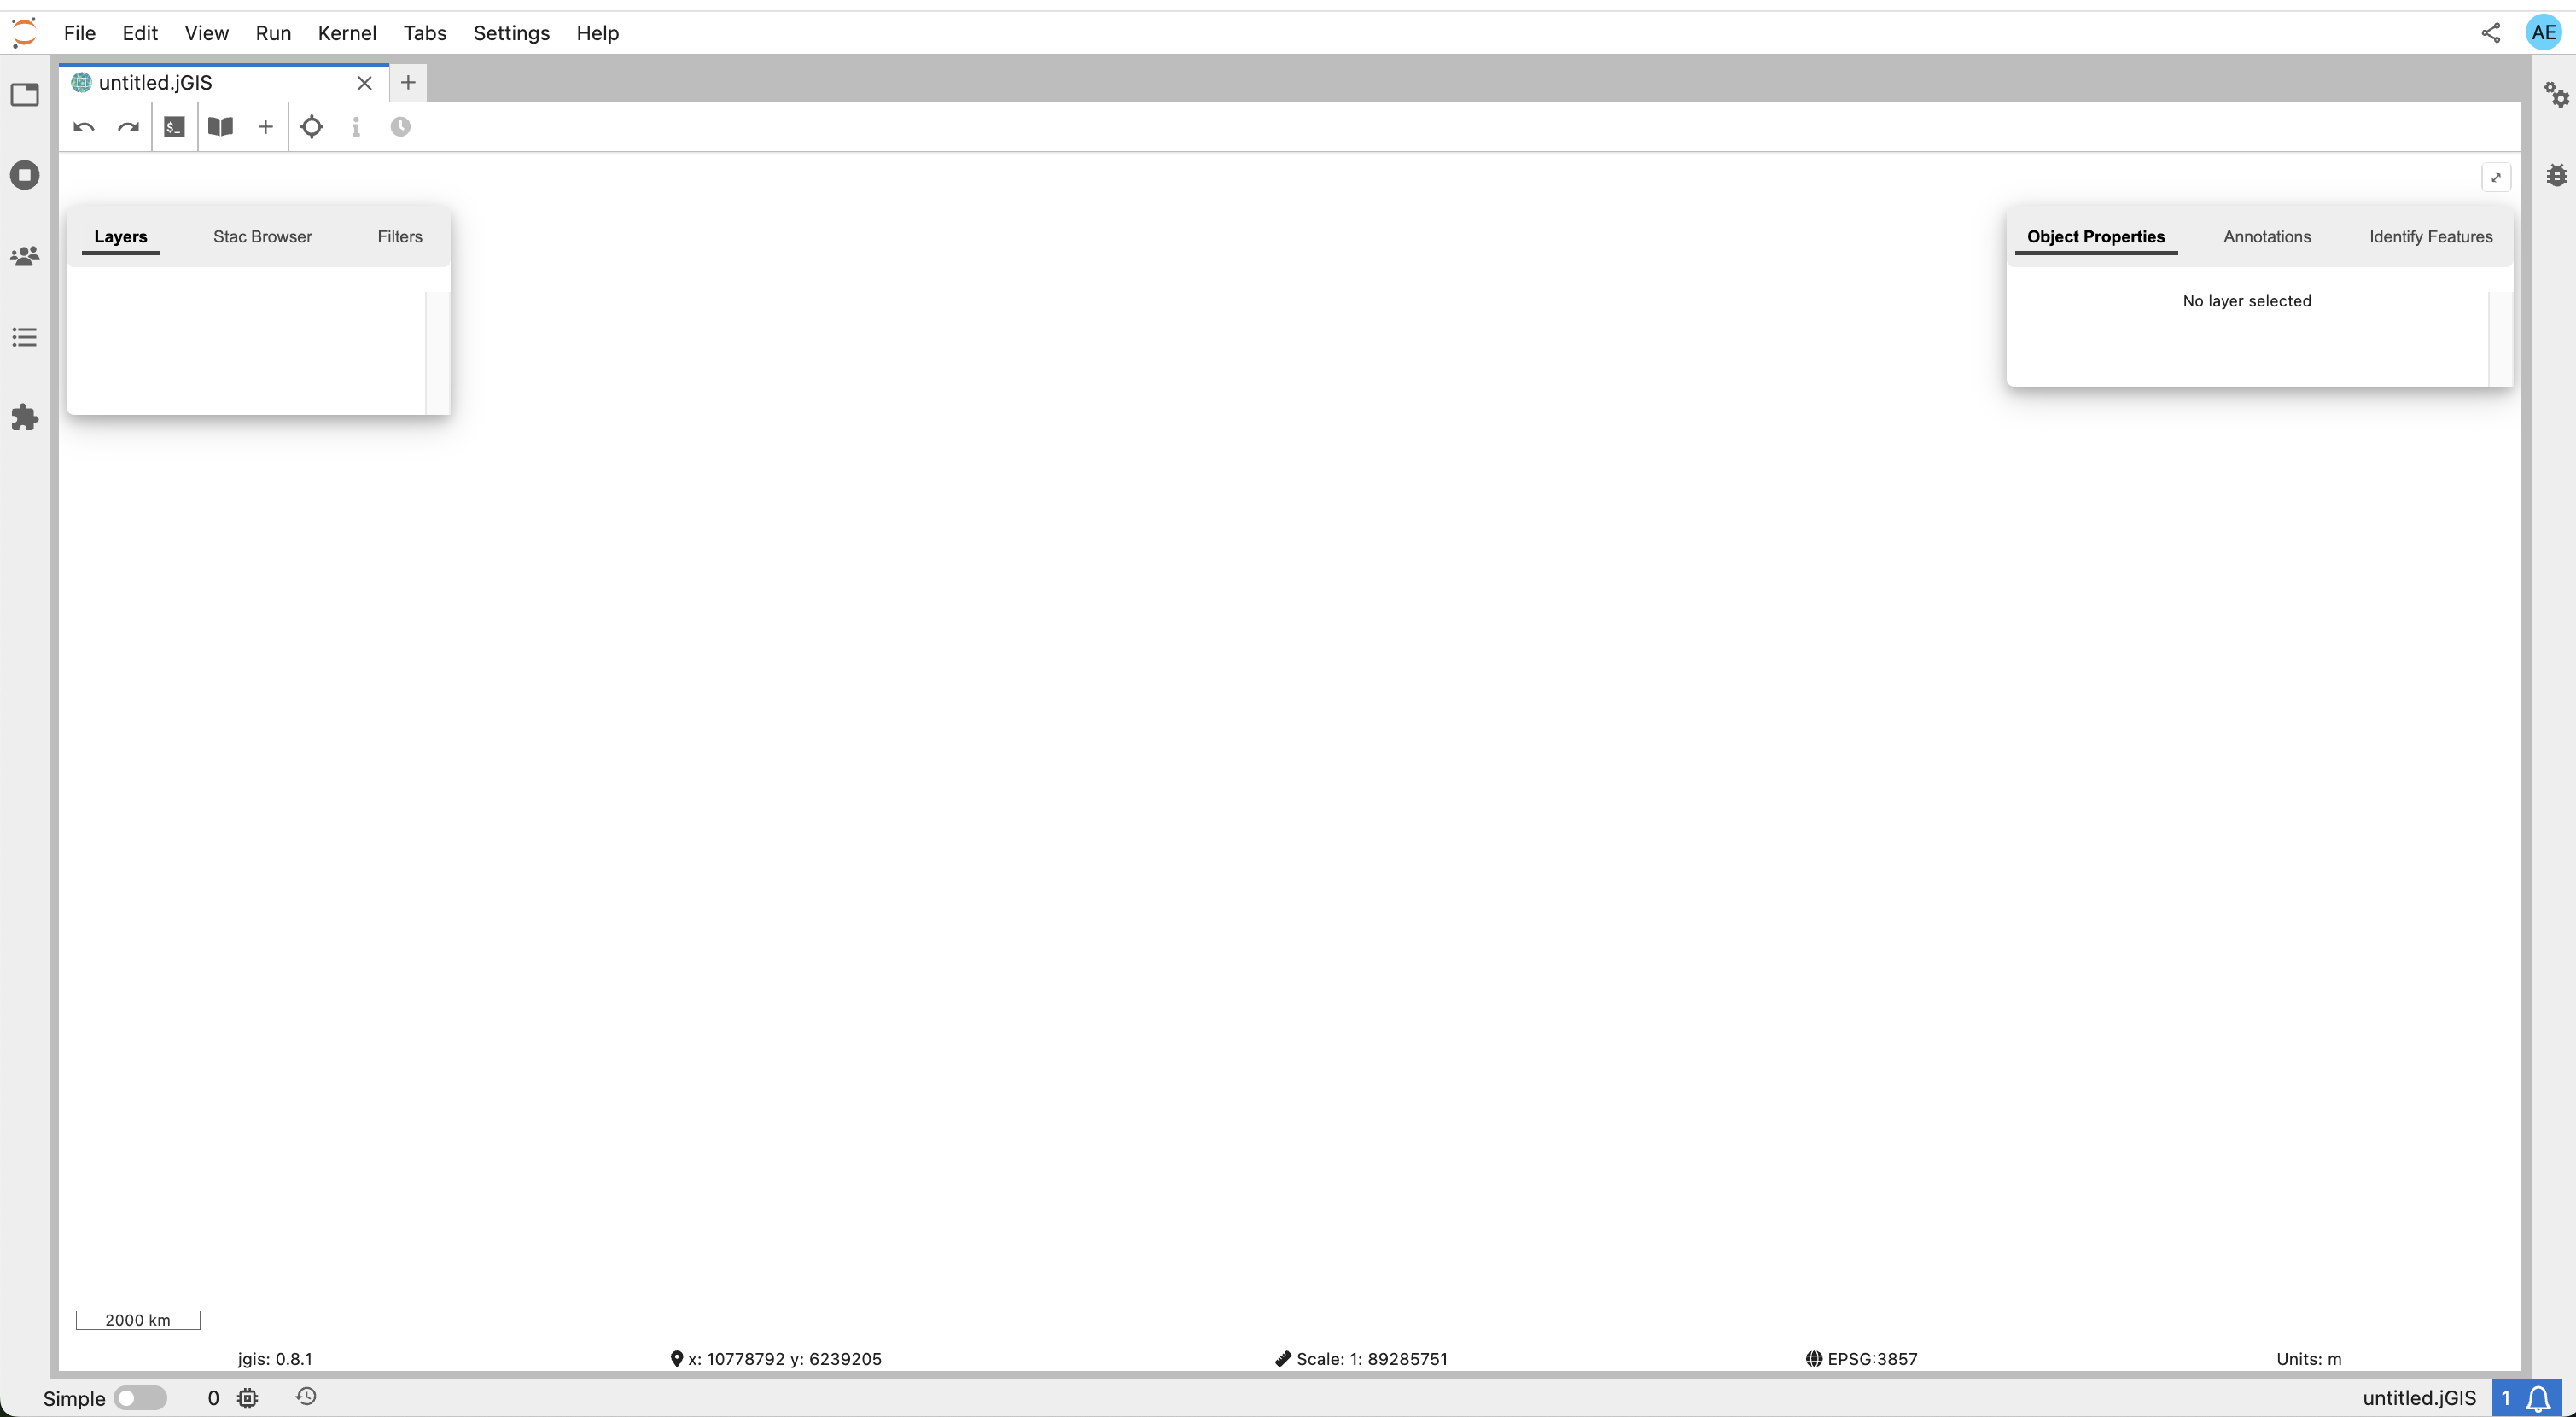 File Edit View Run Kernel Tabs Settings Help AE
untitled.jGIS
$_
Layers Stac Browser Filters
Object Properties Annotations Identify Features
No layer selected
2000 km
jgis: 0.8.1 x: 10778792 y: 6239205 Scale: 1: 89285751 EPSG:3857 Units: m
Simple 0 untitled.jGIS 1